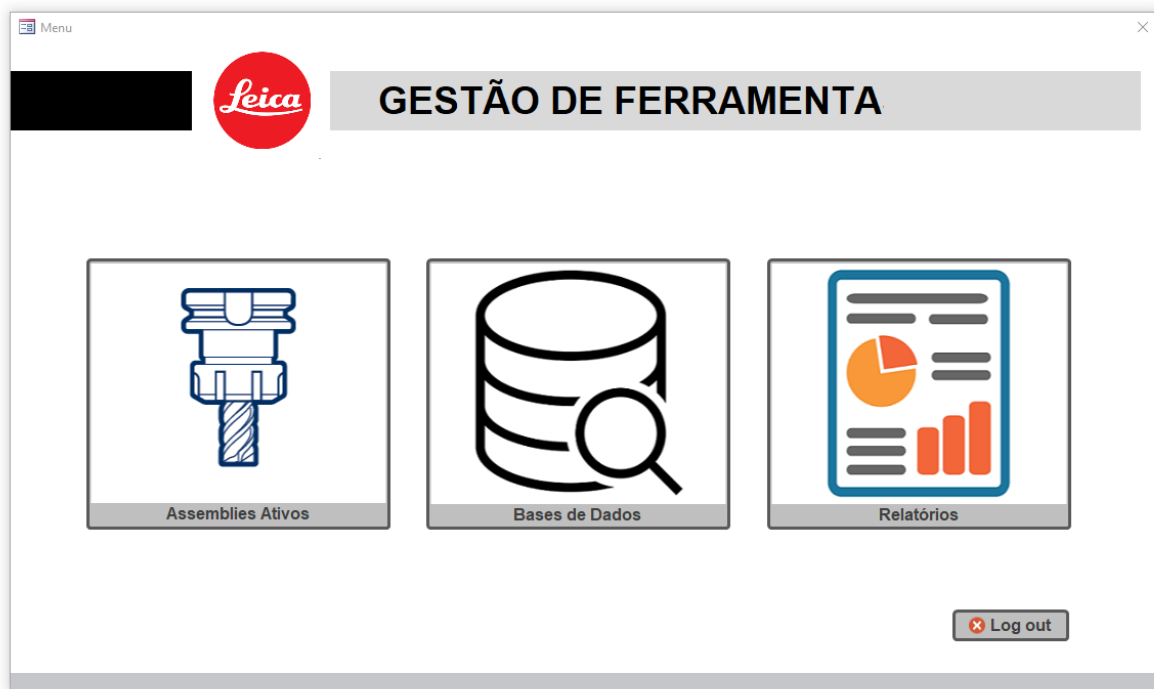 Menu
Leica
GESTÃO DE FERRAMENTA
Assemblies Ativos
Bases de Dados
Relatórios
Log out